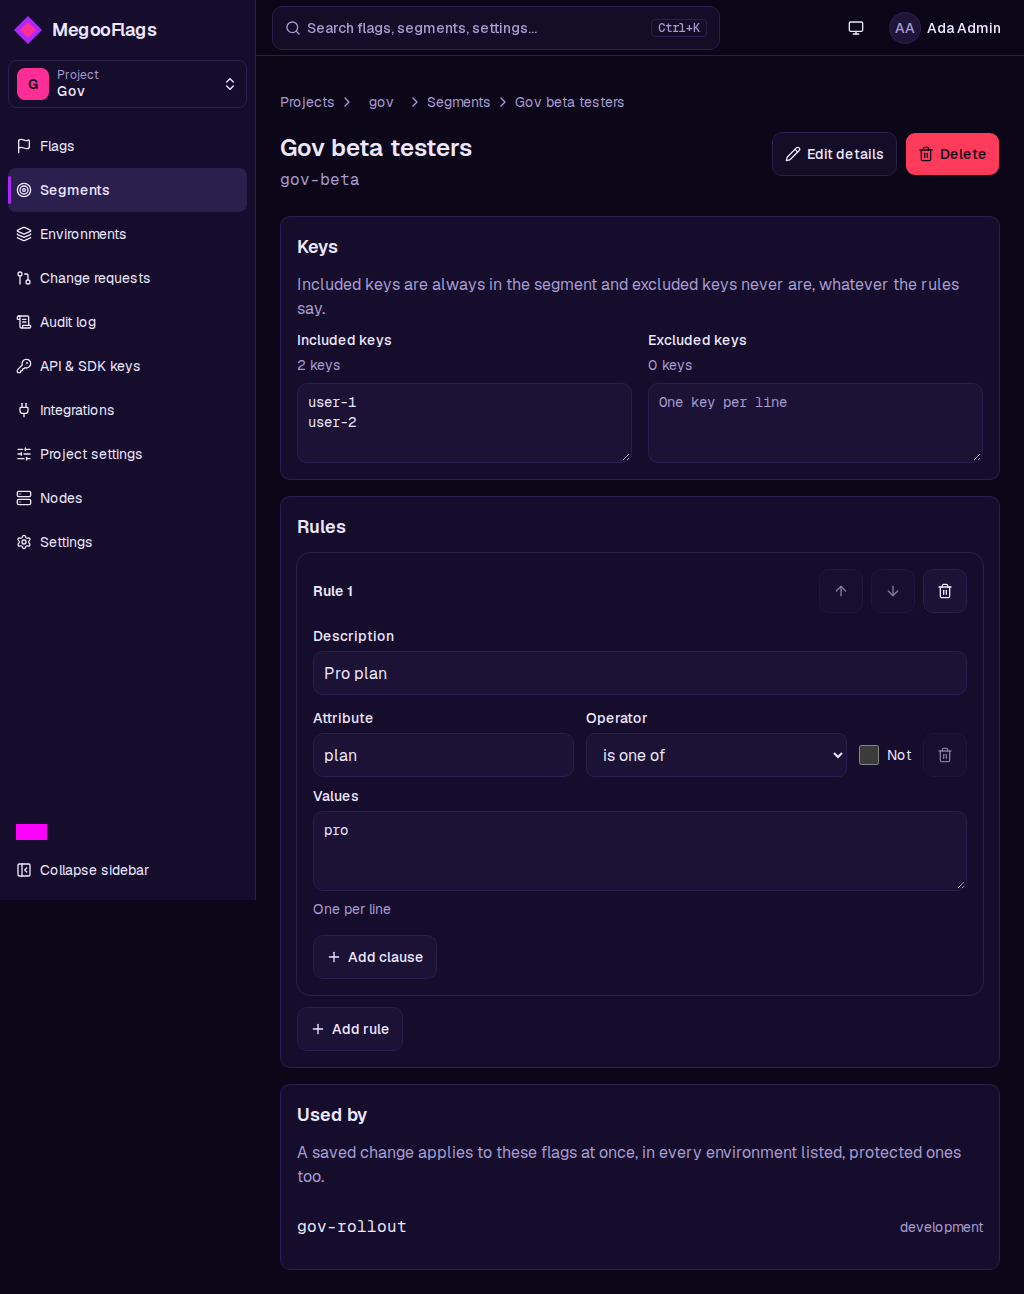 MegooFlags
Search flags, segments, settings...
Ctrl+K
AA
Ada Admin
G
Project
Gov
Flags
Segments
Environments
Change requests
Audit log
API & SDK keys
Integrations
Project settings
Nodes
Settings
Collapse sidebar
Projects > gov > Segments > Gov beta testers
Gov beta testers
gov-beta
Edit details
Delete
Keys
Included keys are always in the segment and excluded keys never are, whatever the rules
say.
Included keys
2 keys
user-1
user-2
Excluded keys
0 keys
One key per line
Rules
Rule 1
Description
Pro plan
Attribute
plan
Operator
is one of
Not
Values
pro
One per line
Add clause
Add rule
Used by
A saved change applies to these flags at once, in every environment listed, protected ones
too.
gov-rollout
development